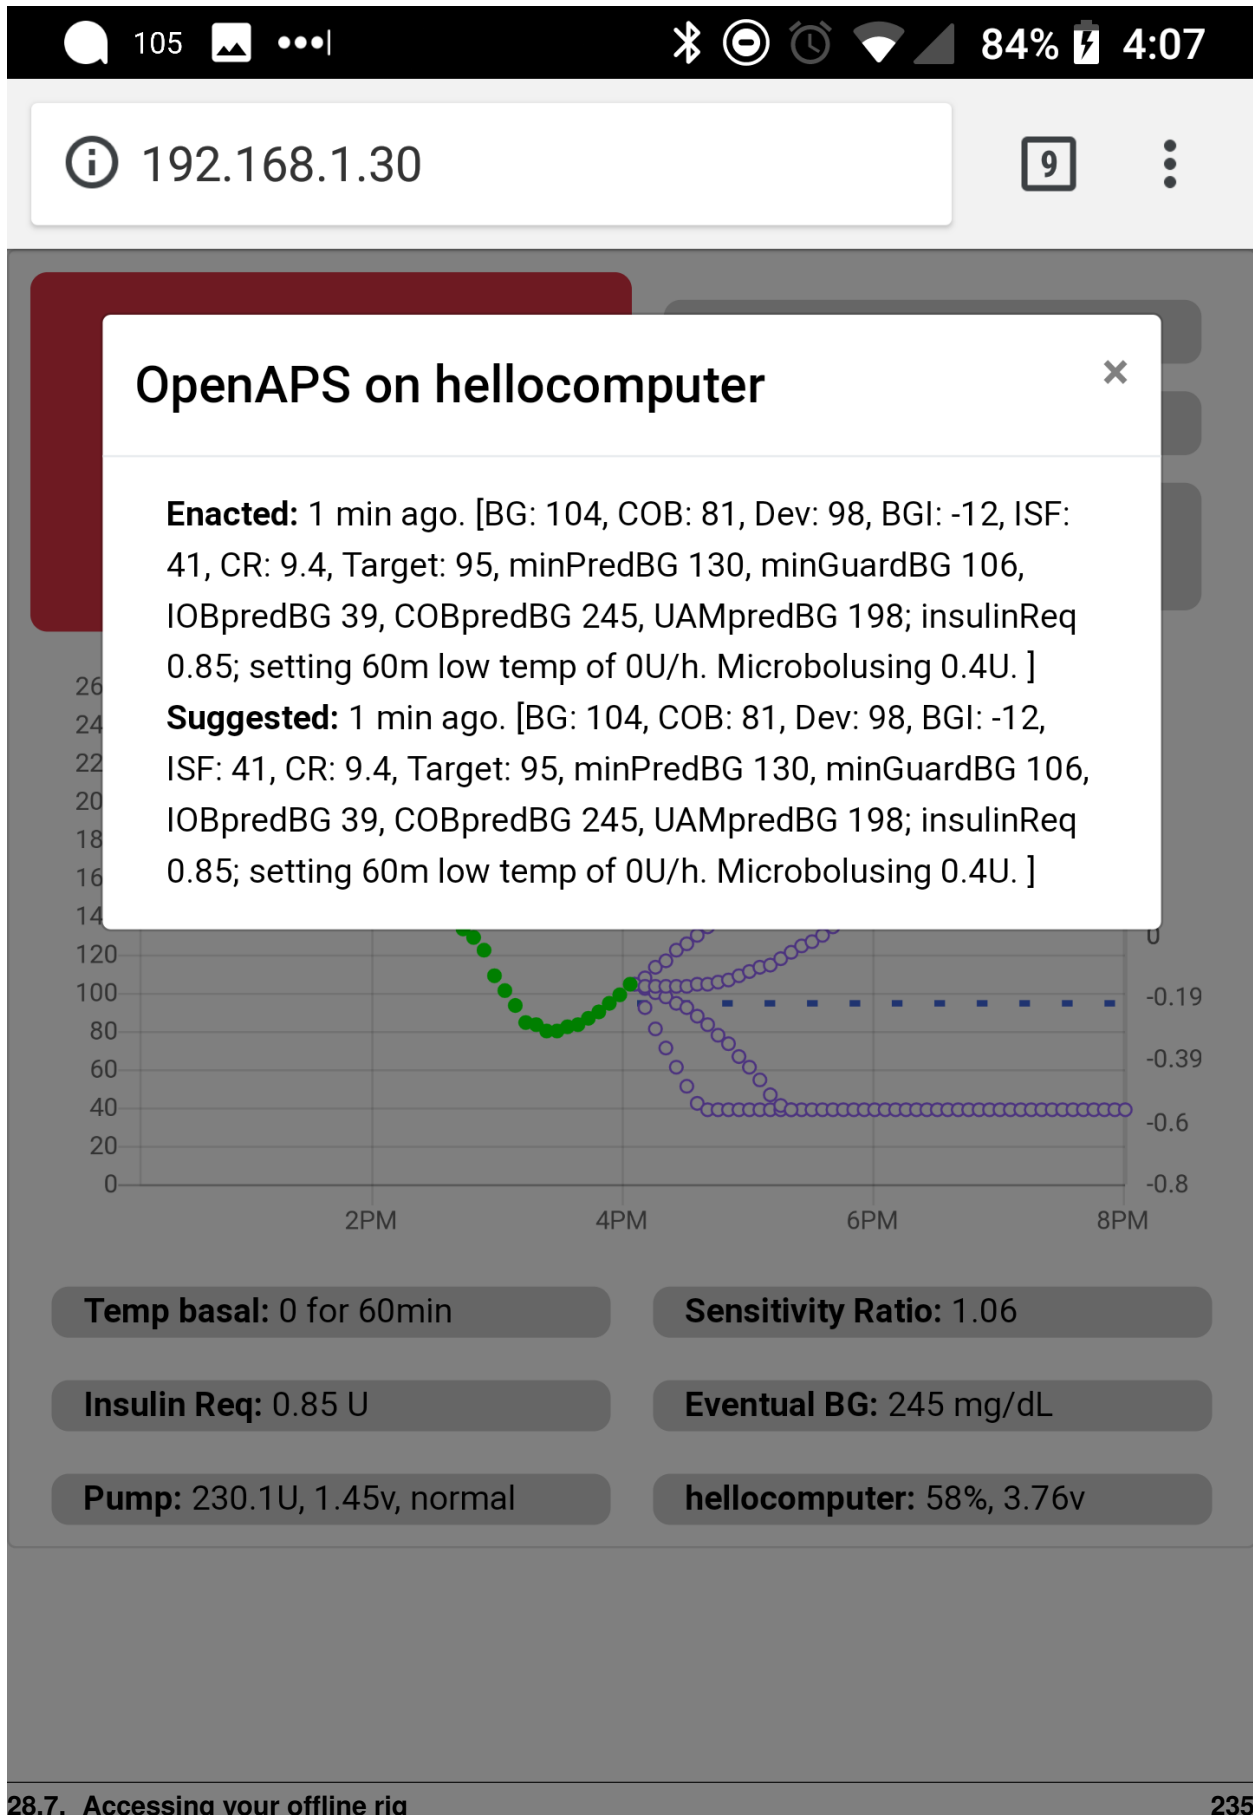 105 84% 4:07
192.168.1.30 9
OpenAPS on hellocomputer ×
Enacted: 1 min ago. [BG: 104, COB: 81, Dev: 98, BGI: -12, ISF:
41, CR: 9.4, Target: 95, minPredBG 130, minGuardBG 106,
IOBpredBG 39, COBpredBG 245, UAMpredBG 198; insulinReq
0.85; setting 60m low temp of 0U/h. Microbolusing 0.4U. ]
Suggested: 1 min ago. [BG: 104, COB: 81, Dev: 98, BGI: -12,
ISF: 41, CR: 9.4, Target: 95, minPredBG 130, minGuardBG 106,
IOBpredBG 39, COBpredBG 245, UAMpredBG 198; insulinReq
0.85; setting 60m low temp of 0U/h. Microbolusing 0.4U. ]
26
24
22
20
18
16
14
120 0
100 -0.19
80
60 -0.39
40 -0.6
20
0 -0.8
2PM 4PM 6PM 8PM
Temp basal: 0 for 60min Sensitivity Ratio: 1.06
Insulin Req: 0.85 U Eventual BG: 245 mg/dL
Pump: 230.1U, 1.45v, normal hellocomputer: 58%, 3.76v
28.7. Accessing your offline rig 235